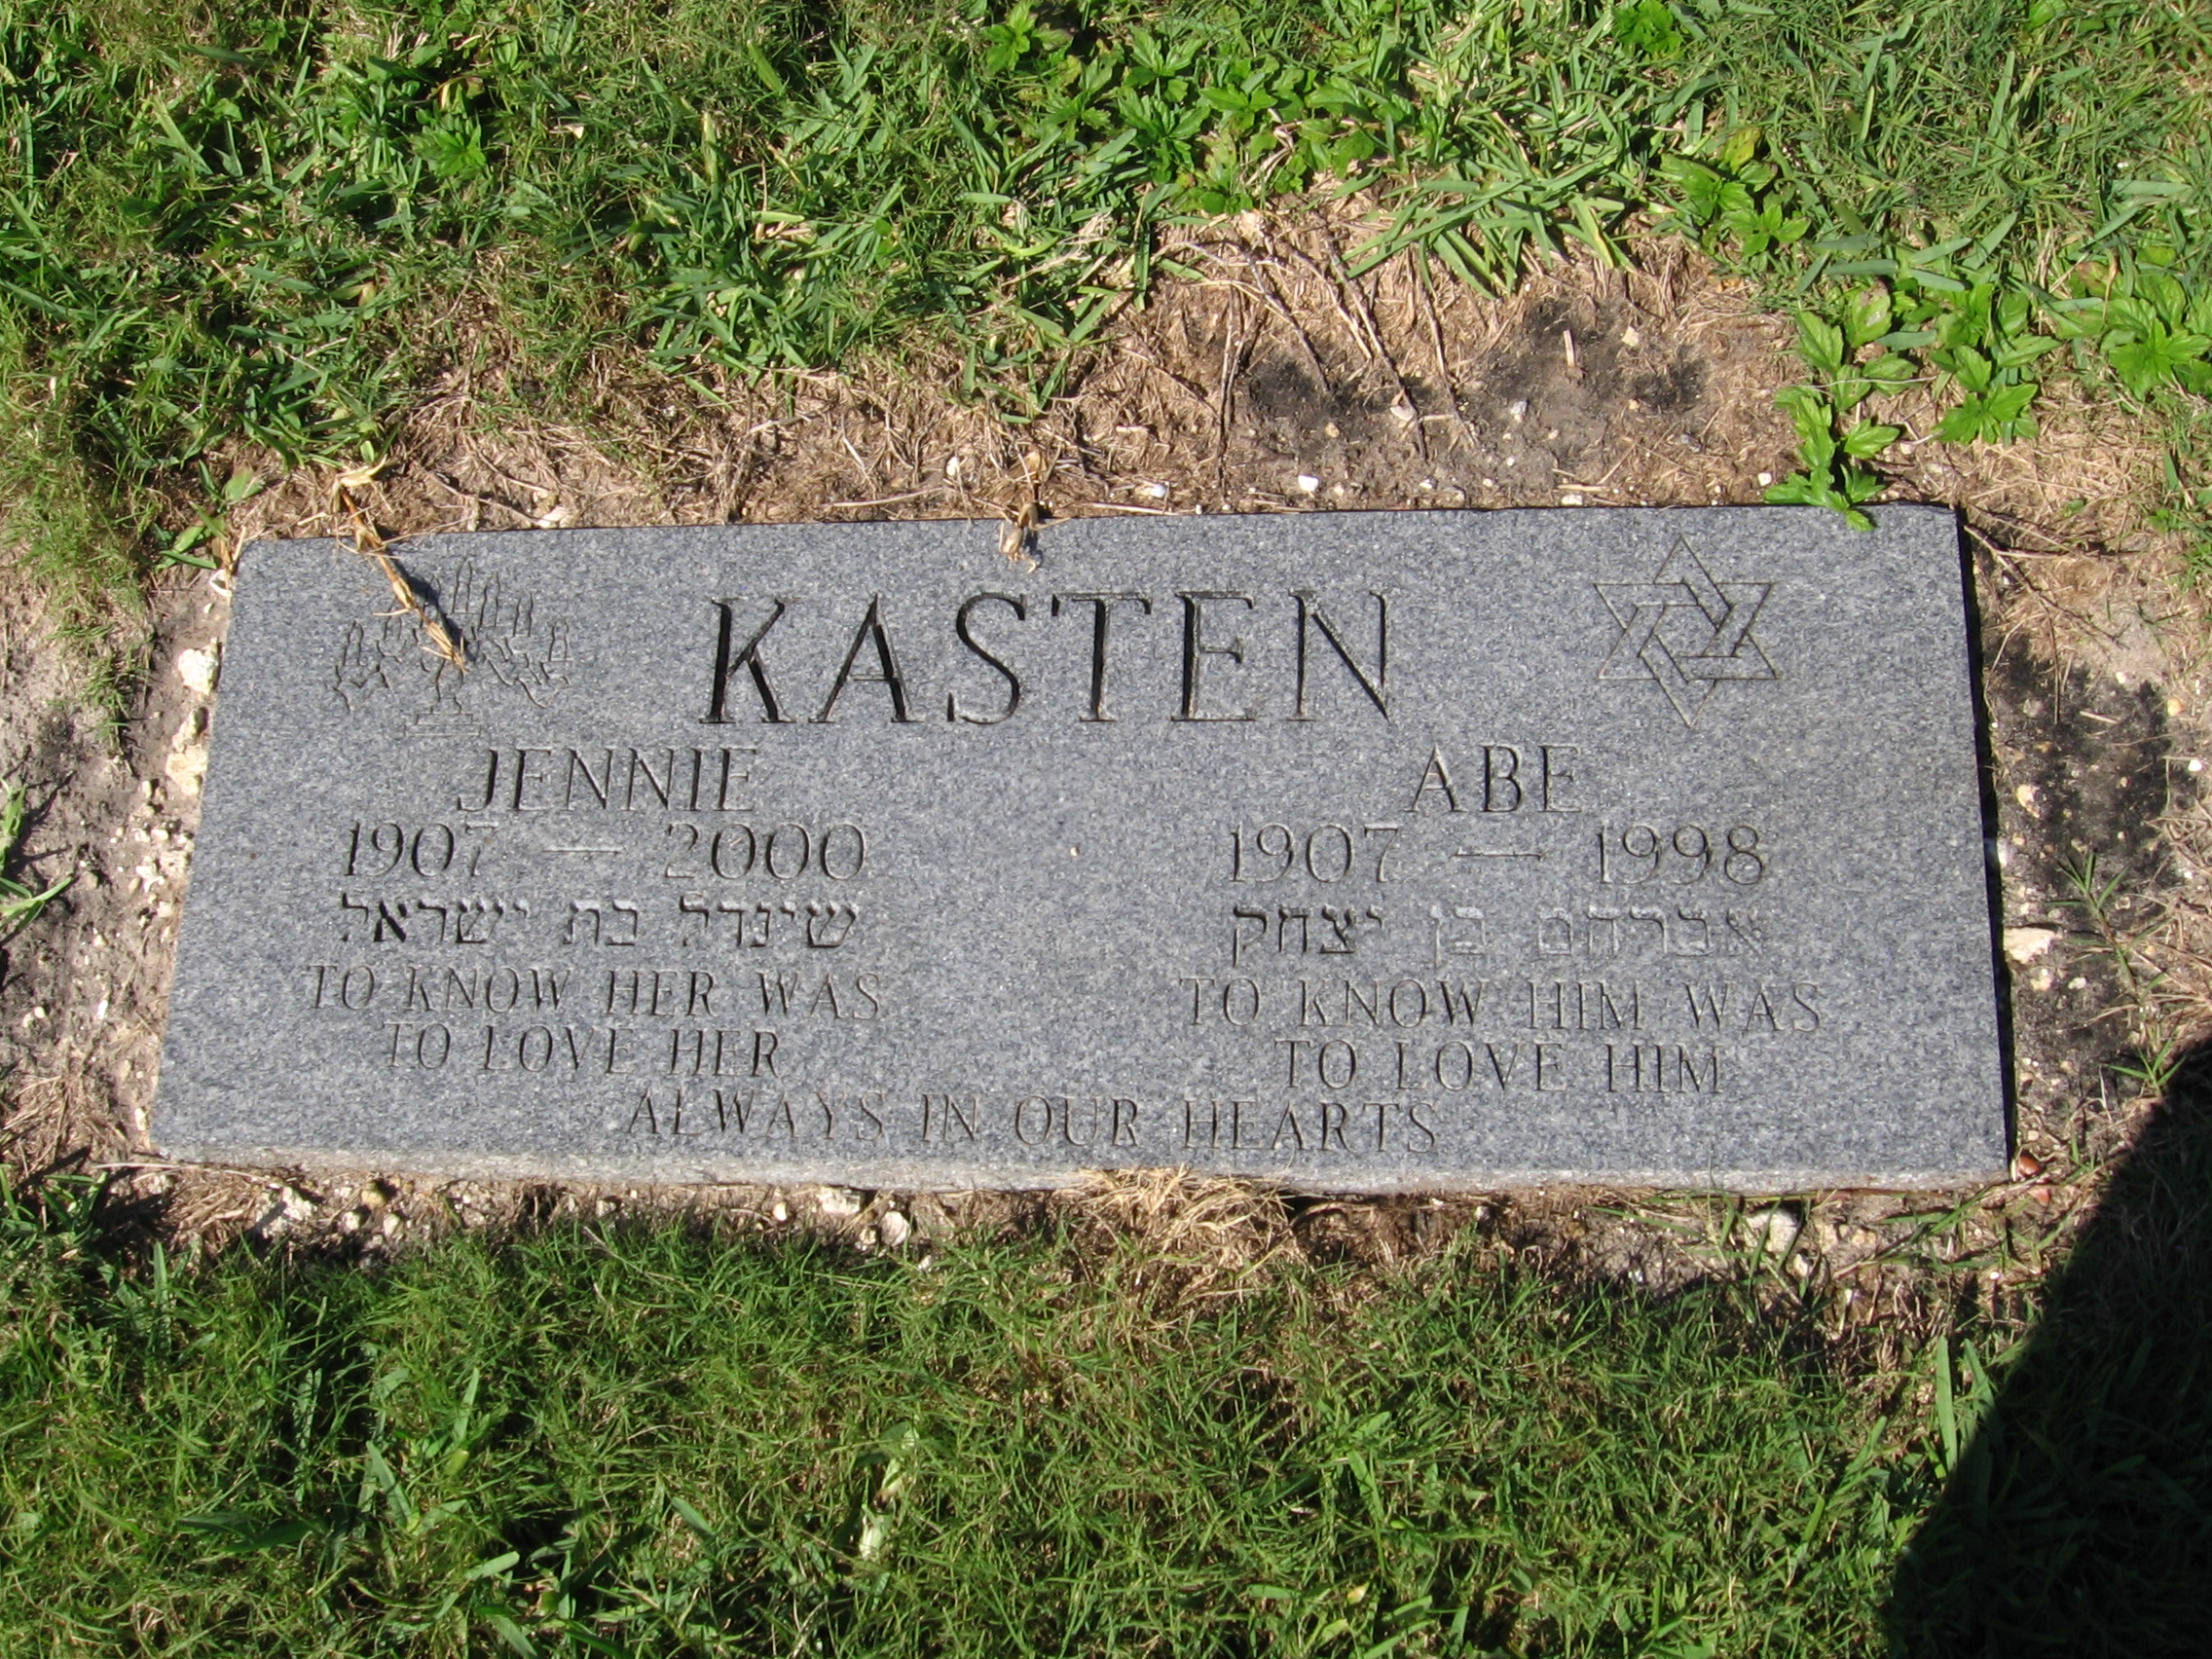 KASTEN
JENNIE
1907 — 2000
שינדל בת ישראל
TO KNOW HER WAS
TO LOVE HER
ABE
1907 — 1998
אברהם בן יצחק
TO KNOW HIM WAS
TO LOVE HIM
ALWAYS IN OUR HEARTS